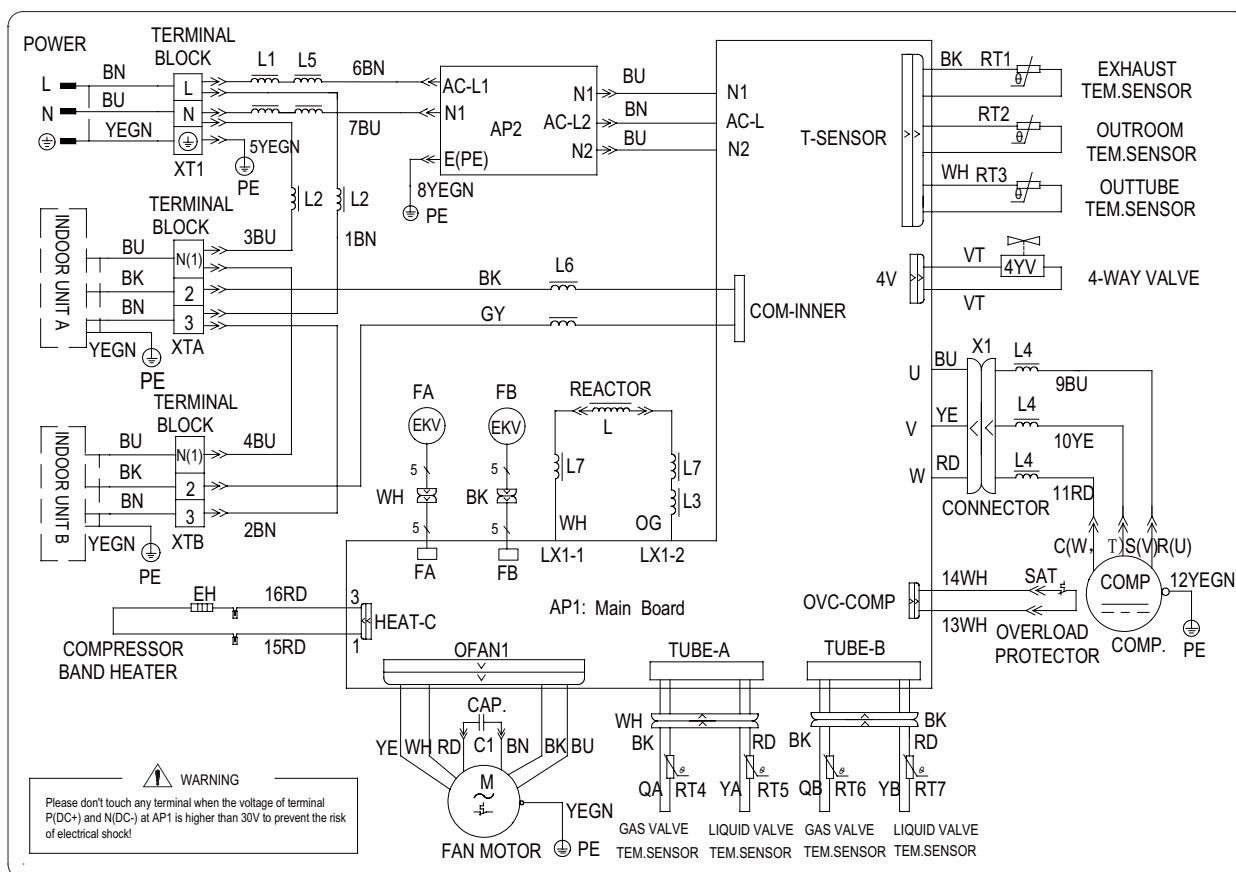 POWER
TERMINAL
BLOCK
L
N
BN
BU
YEGN
L
N
XT1
5YEGN
PE
L1
L5
6BN
7BU
L2
L2
AC-L1
N1
E(PE)
AP2
N1
AC-L2
N2
8YEGN
PE
BU
BN
BU
N1
AC-L
N2
T-SENSOR
BK
RT1
θ
EXHAUST
TEM.SENSOR
RT2
θ
OUTROOM
TEM.SENSOR
WH
RT3
θ
OUTTUBE
TEM.SENSOR
4V
VT
4YV
VT
4-WAY VALVE
INDOOR UNIT A
BU
BK
BN
YEGN
PE
TERMINAL
BLOCK
N(1)
2
3
XTA
3BU
1BN
BK
L6
GY
COM-INNER
INDOOR UNIT B
BU
BK
BN
YEGN
PE
TERMINAL
BLOCK
N(1)
2
3
XTB
4BU
2BN
FA
EKV
5
WH
5
FA
FB
EKV
5
BK
5
FB
REACTOR
L
L7
L7
L3
WH
OG
LX1-1
LX1-2
U
V
W
BU
YE
RD
X1
CONNECTOR
L4
9BU
L4
10YE
L4
11RD
C(W, T)S(V)R(U)
COMP
COMP.
12YEGN
PE
OVC-COMP
14WH
SAT
13WH
OVERLOAD
PROTECTOR
AP1: Main Board
EH
16RD
3
HEAT-C
15RD
1
COMPRESSOR
BAND HEATER
OFAN1
CAP.
C1
YE
WH
RD
BN
BK
BU
M
FAN MOTOR
YEGN
PE
TUBE-A
WH
BK
RD
θ
θ
QA
RT4
YA
RT5
GAS VALVE
TEM.SENSOR
LIQUID VALVE
TEM.SENSOR
TUBE-B
BK
BK
RD
θ
θ
QB
RT6
YB
RT7
GAS VALVE
TEM.SENSOR
LIQUID VALVE
TEM.SENSOR
WARNING
Please don't touch any terminal when the voltage of terminal
P(DC+) and N(DC-) at AP1 is higher than 30V to prevent the risk
of electrical shock!